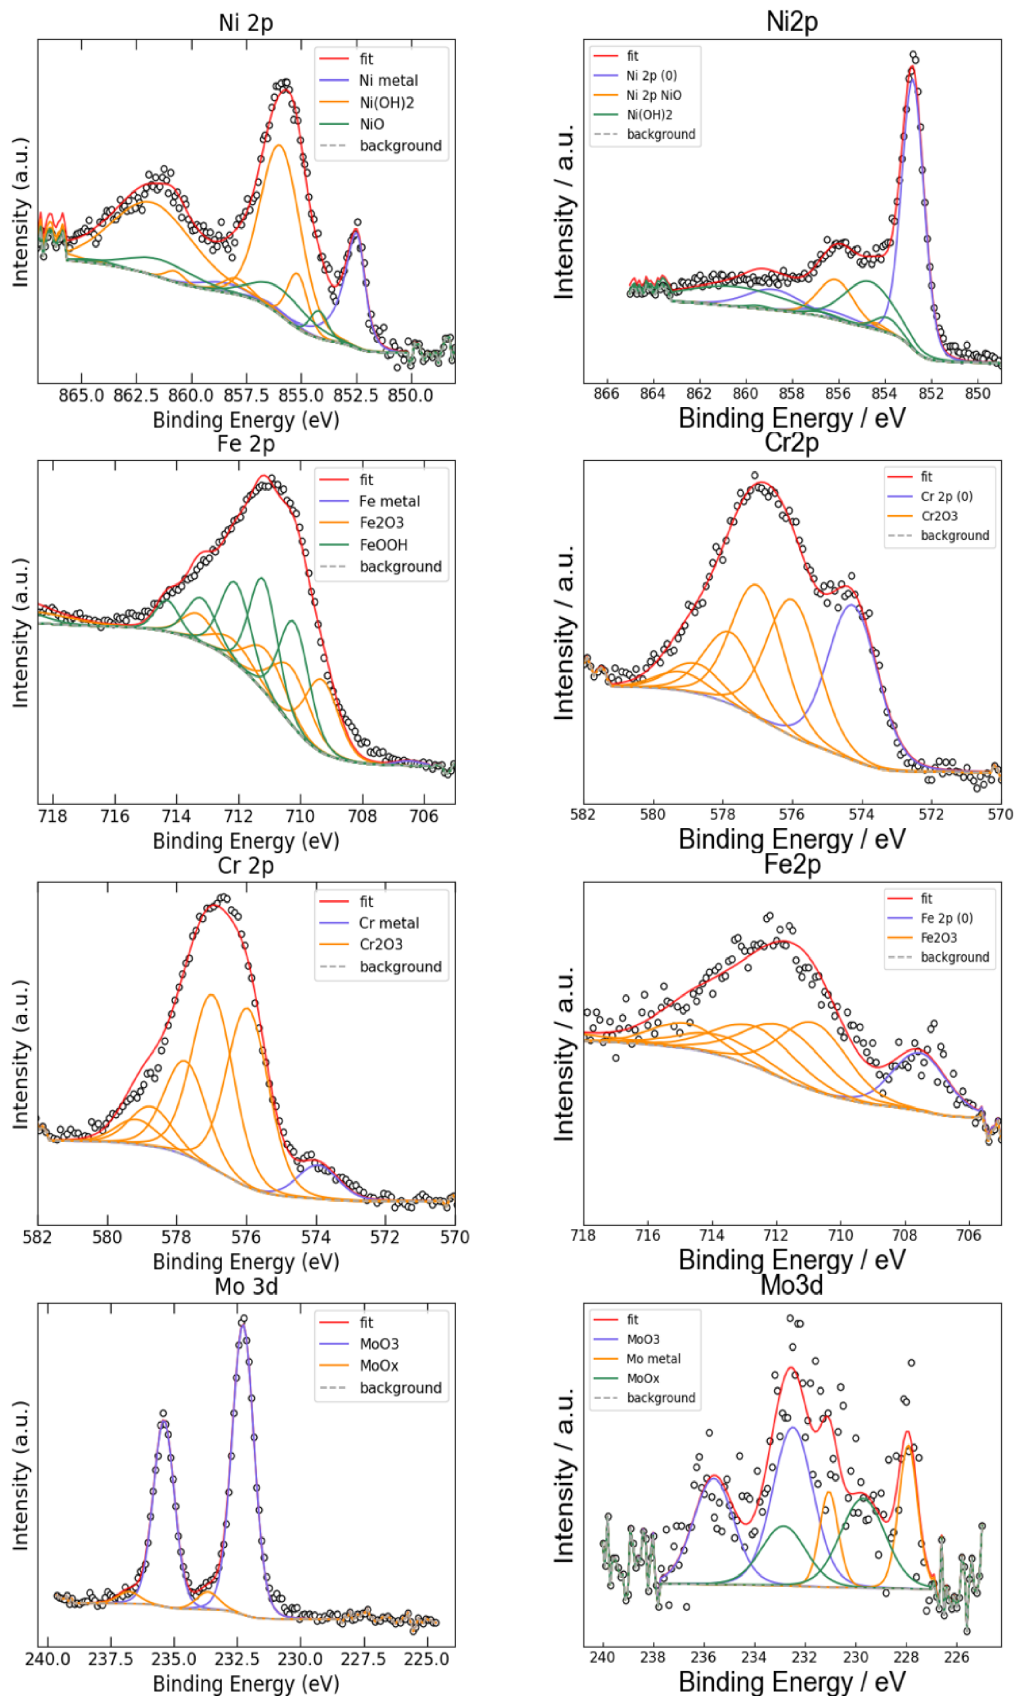 Ni 2p
fit
Ni metal
Ni(OH)2
NiO
background
Intensity (a.u.)
865.0 862.5 860.0 857.5 855.0 852.5 850.0
Binding Energy (eV)
Ni2p
fit
Ni 2p (0)
Ni 2p NiO
Ni(OH)2
background
Intensity / a.u.
866 864 862 860 858 856 854 852 850
Binding Energy / eV
Fe 2p
fit
Fe metal
Fe2O3
FeOOH
background
Intensity (a.u.)
718 716 714 712 710 708 706
Binding Energy (eV)
Cr2p
fit
Cr 2p (0)
Cr2O3
background
Intensity / a.u.
582 580 578 576 574 572 570
Binding Energy / eV
Cr 2p
fit
Cr metal
Cr2O3
background
Intensity (a.u.)
582 580 578 576 574 572 570
Binding Energy (eV)
Fe2p
fit
Fe 2p (0)
Fe2O3
background
Intensity / a.u.
718 716 714 712 710 708 706
Binding Energy / eV
Mo 3d
fit
MoO3
MoOx
background
Intensity (a.u.)
240.0 237.5 235.0 232.5 230.0 227.5 225.0
Binding Energy (eV)
Mo3d
fit
MoO3
Mo metal
MoOx
background
Intensity / a.u.
240 238 236 234 232 230 228 226
Binding Energy / eV